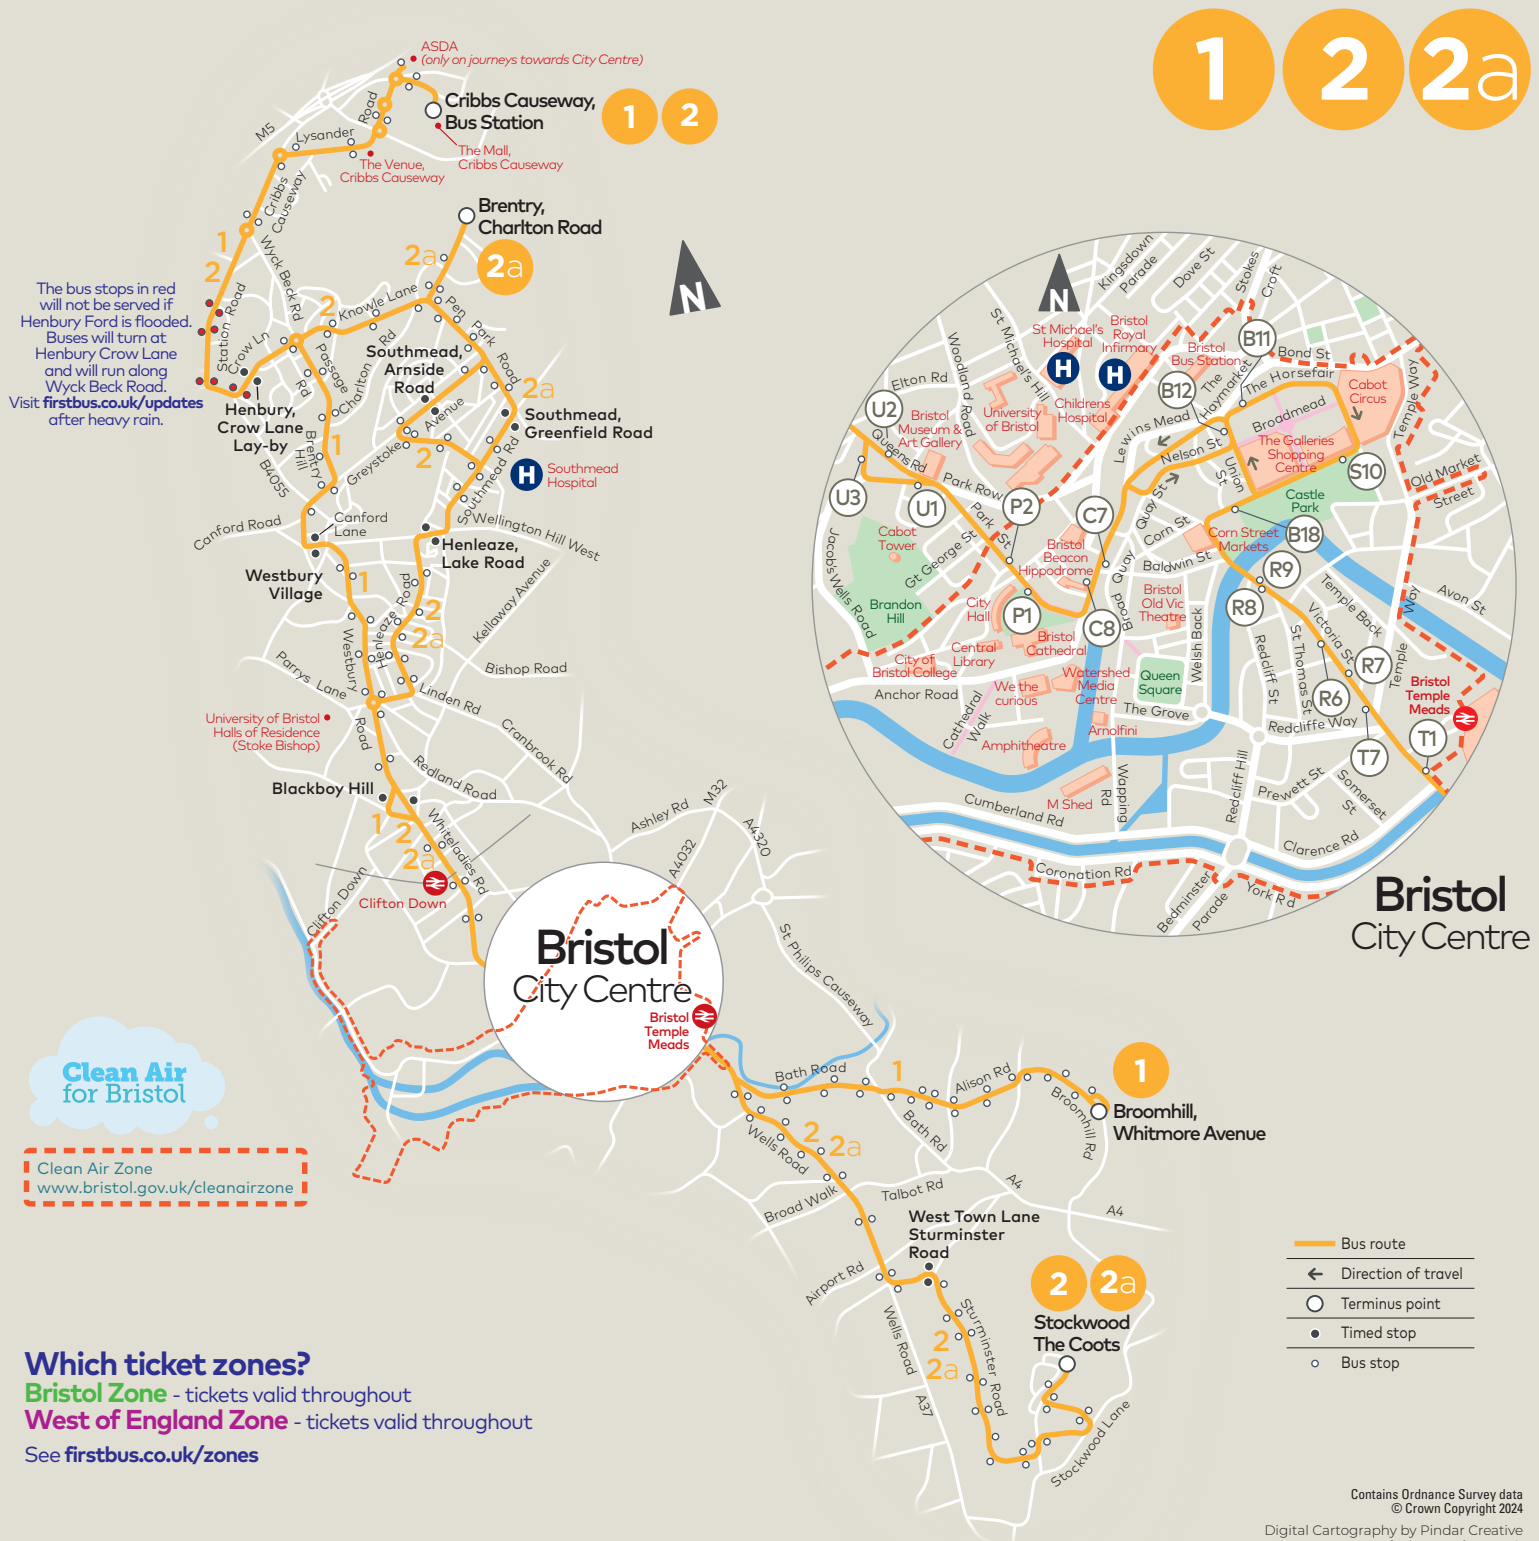 1
2
2a
ASDA
(only on journeys towards City Centre)
Cribbs Causeway,
Bus Station
1
2
M5
Lysander
Road
The Mall,
Cribbs Causeway
The Venue,
Cribbs Causeway
Cribbs
Causeway
Brentry,
Charlton Road
2a
2a
1
2
Wyck Beck Rd
The bus stops in red
will not be served if
Henbury Ford is flooded.
Buses will turn at
Henbury Crow Lane
and will run along
Wyck Beck Road.
Visit firstbus.co.uk/updates
after heavy rain.
Station Road
Crow Ln
2
Knowle Lane
Pen
Park
Road
Passage
Rd
Charlton
Rd
Southmead,
Arnside
Road
2a
Southmead,
Greenfield Road
Henbury,
Crow Lane
Lay-by
Avenue
Greystoke
2
1
Brentry
Hill
B4055
Southmead Rd
H
Southmead
Hospital
Canford Road
Canford
Lane
Wellington Hill West
Henleaze,
Lake Road
Westbury
Village
1
2
2a
Henleaze Road
Kellaway Avenue
Westbury
Road
Parrys Lane
Bishop Road
Linden Rd
Cranbrook Rd
University of Bristol
Halls of Residence
(Stoke Bishop)
Redland Road
Blackboy Hill
1
2
2a
Whiteladies Rd
Ashley Rd
M32
A4032
A4320
Clifton Down
Clifton Down
Bristol
City Centre
Bristol
Temple
Meads
St Philips Causeway
Clean Air
for Bristol
Clean Air Zone
www.bristol.gov.uk/cleanairzone
Bath Road
1
Alison Rd
Bath Rd
Broomhill Rd
1
Broomhill,
Whitmore Avenue
2
2a
Wells Road
Broad Walk
Talbot Rd
A4
A4
West Town Lane
Sturminster
Road
Airport Rd
Wells Road
A37
2
2a
Sturminster Road
2
2a
Stockwood
The Coots
Stockwood Lane
N
N
Kingsdown
Parade
Dove St
Stokes
Croft
St Michael's
Hospital
Bristol
Royal
Infirmary
H
H
Childrens
Hospital
Bristol
Bus Station
B11
B12
Bond St
The
Haymarket
The Horsefair
Cabot
Circus
Temple Way
Broadmead
The Galleries
Shopping
Centre
Lewins Mead
Nelson St
Union
St
S10
Old Market
Street
Castle
Park
St Michael's Hill
Woodland Road
Elton Rd
U2
Bristol
Museum &
Art Gallery
University
of Bristol
Queens Rd
U3
U1
Park Row
P2
Park St
C7
Quay St
Corn St
Corn Street
Markets
B18
Baldwin St
R9
R8
Cabot
Tower
Gt George St
Bristol
Beacon
Hippodrome
Broad
Quay
Jacob's Wells Road
Brandon
Hill
City
Hall
P1
C8
Bristol
Old Vic
Theatre
Welsh Back
Bristol
Cathedral
Central
Library
City of
Bristol College
Watershed
Media
Centre
Queen
Square
Anchor Road
We the
curious
Cathedral
Walk
The Grove
Arnolfini
Amphitheatre
M Shed
Wapping
Rd
Cumberland Rd
Coronation Rd
Redcliff St
St Thomas St
Victoria St
Temple Back
Temple
Way
Avon St
R7
R6
Redcliffe Way
T7
T1
Bristol
Temple
Meads
Redcliff Hill
Prewett St
Somerset
St
Clarence Rd
York Rd
Bedminster
Parade
Bristol
City Centre
Bus route
Direction of travel
Terminus point
Timed stop
Bus stop
Which ticket zones?
Bristol Zone - tickets valid throughout
West of England Zone - tickets valid throughout
See firstbus.co.uk/zones
Contains Ordnance Survey data
© Crown Copyright 2024
Digital Cartography by Pindar Creative